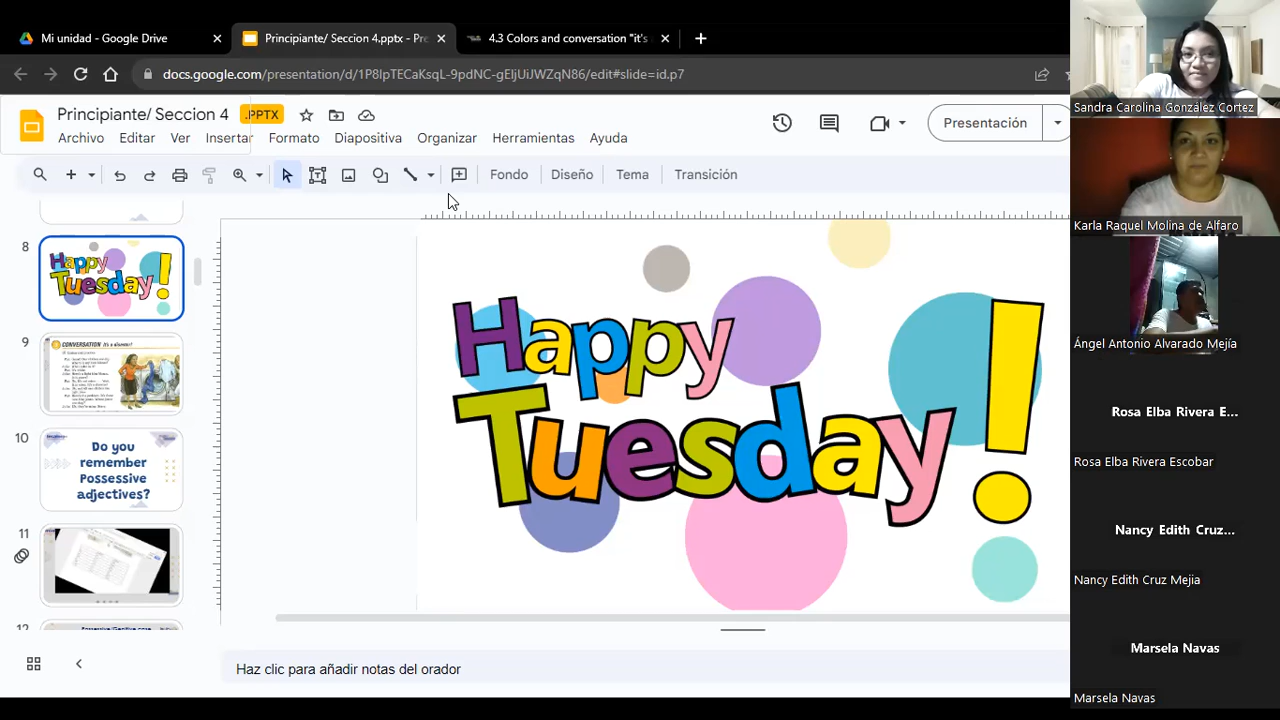 Mi unidad - Google Drive
Principiante/ Seccion 4.pptx - Pre
4.3 Colors and conversation "it's
docs.google.com/presentation/d/1P8IpTECaKsqL-9pdNC-gEljUiJWZqN86/edit#slide=id.p7
Principiante/ Seccion 4
.PPTX
Archivo Editar Ver Insertar Formato Diapositiva Organizar Herramientas Ayuda
Presentación
Fondo Diseño Tema Transición
8
Happy
Tuesday!
9
CONVERSATION It's a disaster!
10
Do you
remember
Possessive
adjectives?
11
12
Happy
Tuesday!
Haz clic para añadir notas del orador
Sandra Carolina González Cortez
Karla Raquel Molina de Alfaro
Ángel Antonio Alvarado Mejía
Rosa Elba Rivera E...
Rosa Elba Rivera Escobar
Nancy Edith Cruz...
Nancy Edith Cruz Mejia
Marsela Navas
Marsela Navas